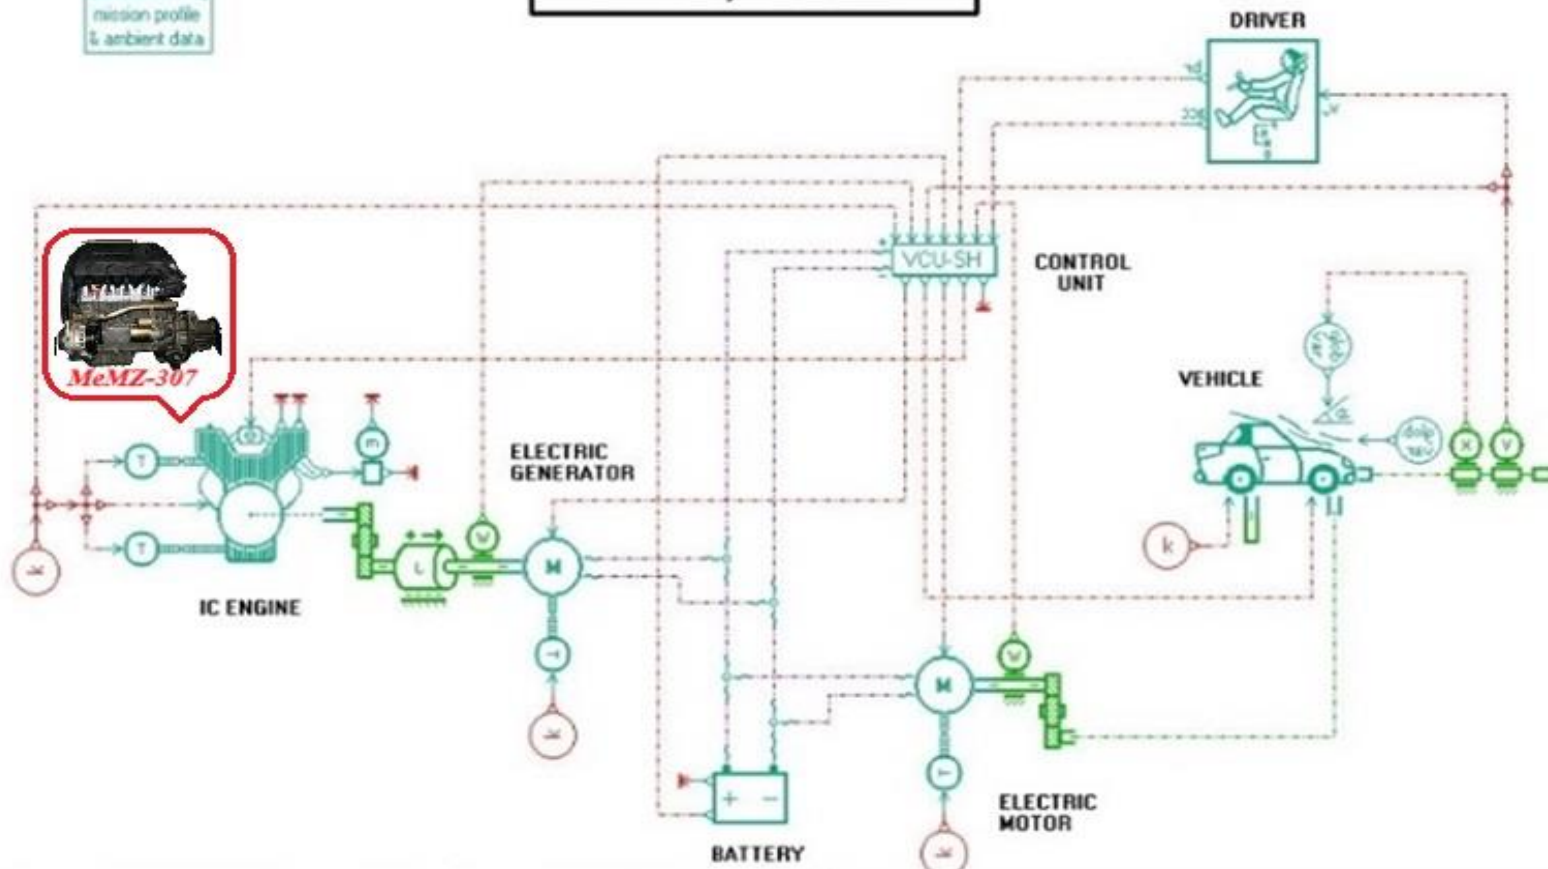 mission profile
& ambient data
DRIVER
VCU-SH
CONTROL
UNIT
MeMZ-307
VEHICLE
ELECTRIC
GENERATOR
m
T
x
V
T
W
M
k
k
L
IC ENGINE
W
T
M
k
T
+ −
ELECTRIC
MOTOR
BATTERY
k